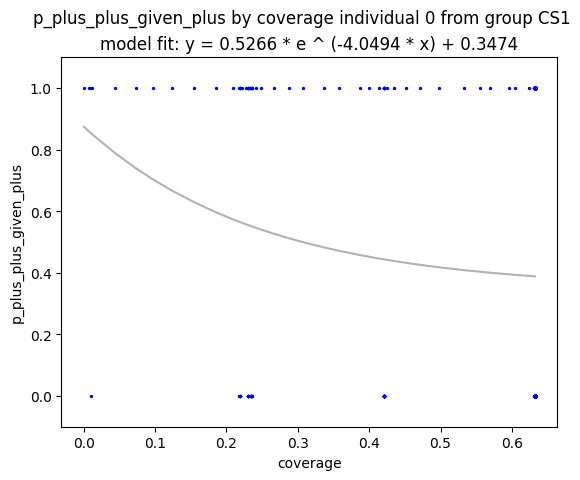 p_plus_plus_given_plus by coverage individual 0 from group CS1
model fit: y = 0.5266 * e ^ (-4.0494 * x) + 0.3474
1.0
0.8
0.6
0.4
0.2
0.0
p_plus_plus_given_plus
0.0 0.1 0.2 0.3 0.4 0.5 0.6
coverage